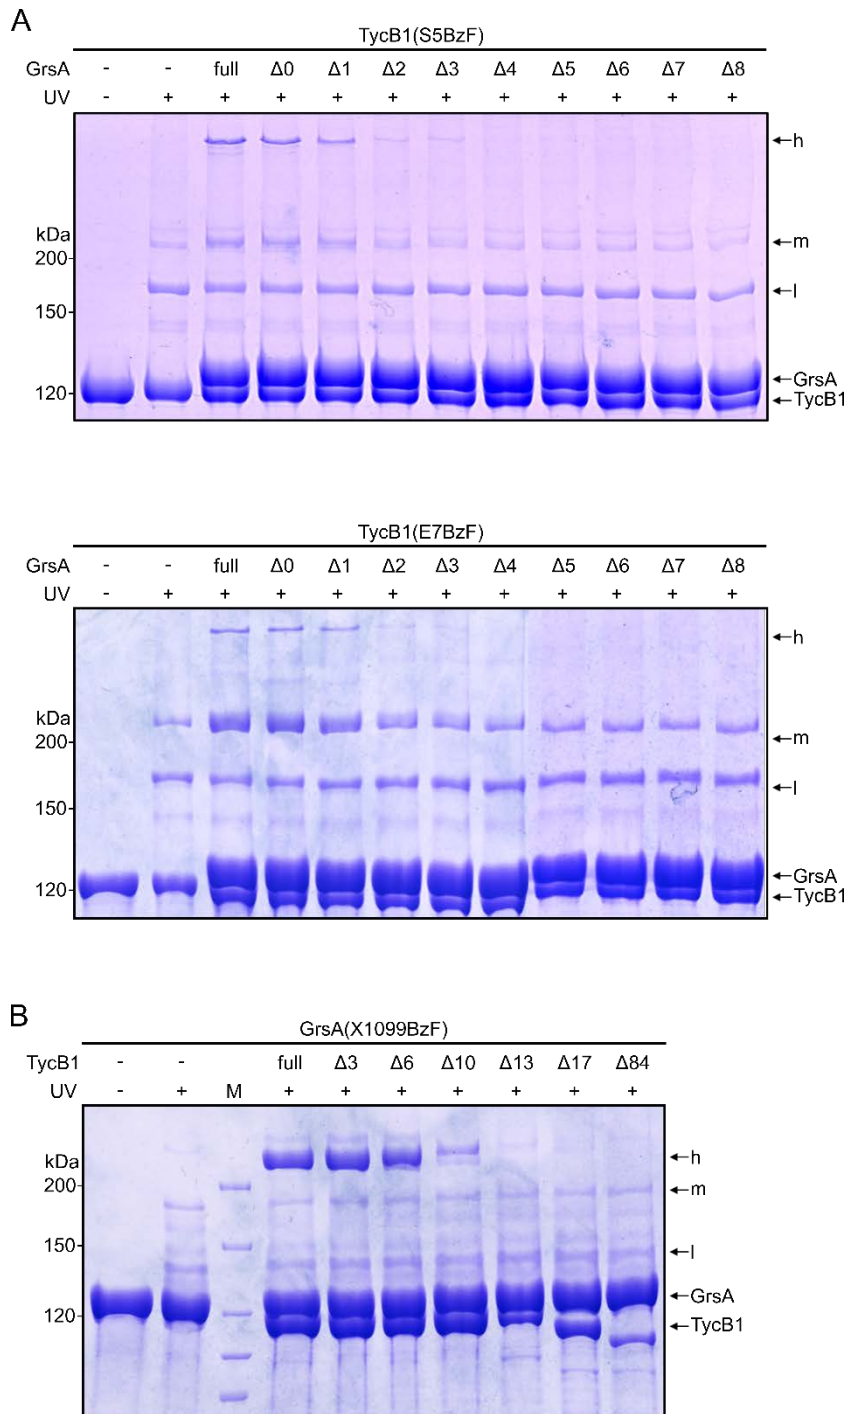 A
TycB1(S5BzF)
GrsA - - full Δ0 Δ1 Δ2 Δ3 Δ4 Δ5 Δ6 Δ7 Δ8
UV - + + + + + + + + + + +
h
kDa
m
200
l
150
GrsA
120
TycB1
TycB1(E7BzF)
GrsA - - full Δ0 Δ1 Δ2 Δ3 Δ4 Δ5 Δ6 Δ7 Δ8
UV - + + + + + + + + + + +
h
kDa
200
m
l
150
GrsA
120
TycB1
B
GrsA(X1099BzF)
TycB1 - - full Δ3 Δ6 Δ10 Δ13 Δ17 Δ84
UV - + M + + + + + + +
h
kDa
200
m
150
l
GrsA
120
TycB1